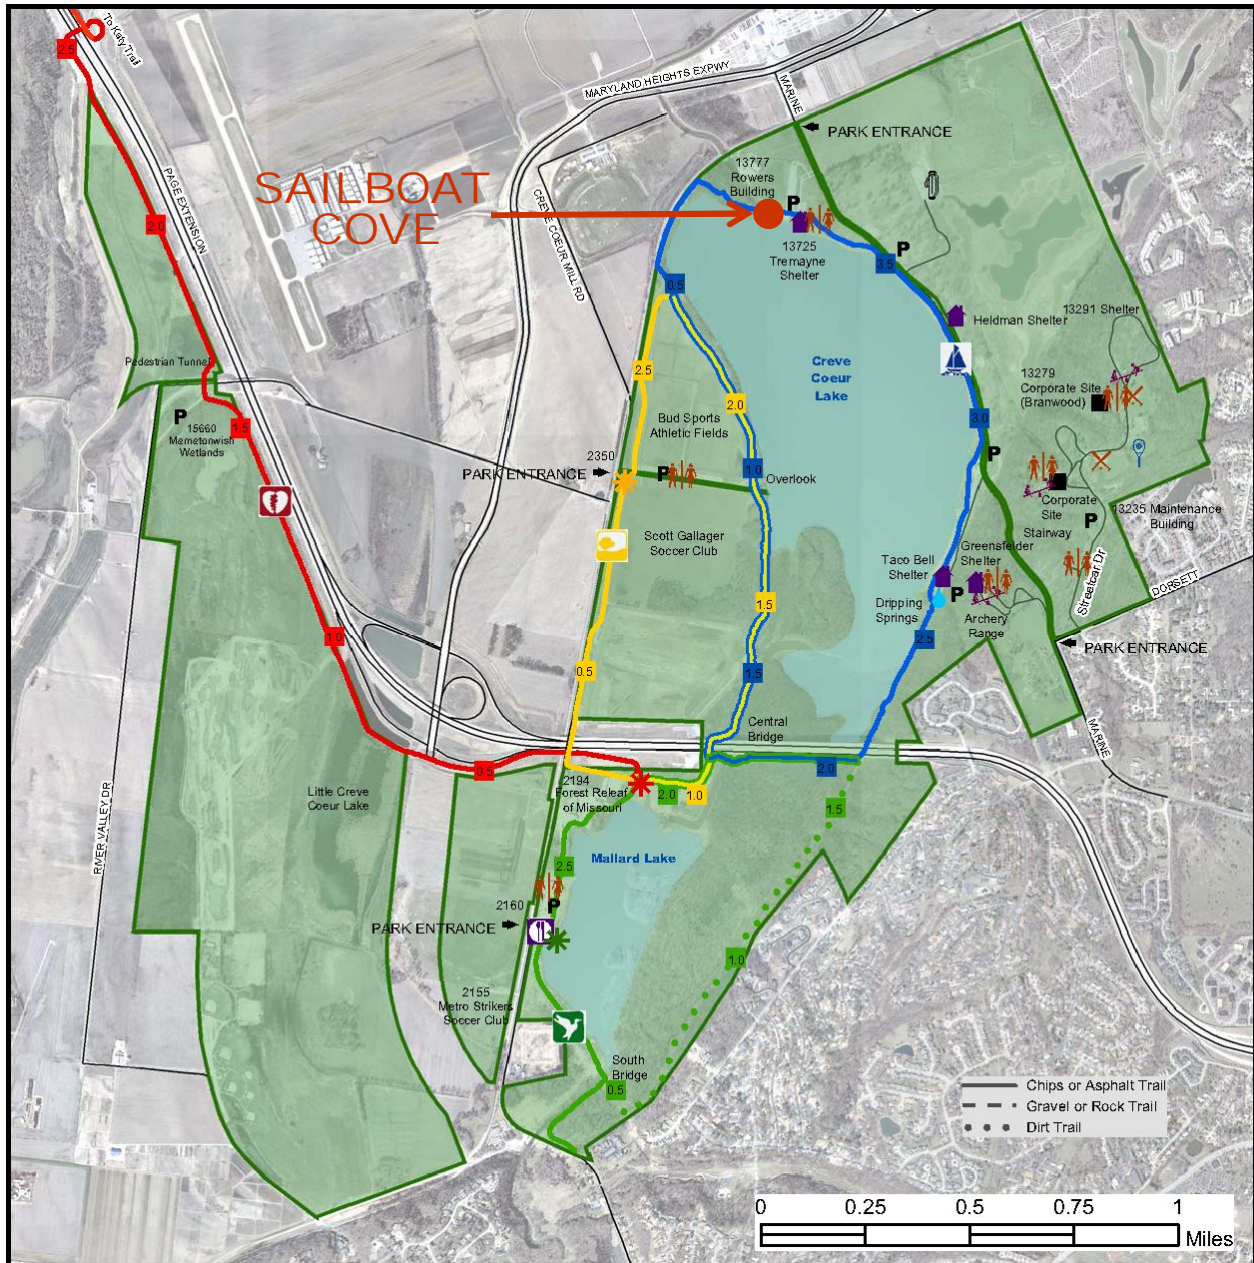 To Katy Trail
2.5
MARYLAND HEIGHTS EXPWY
MARINE
PARK ENTRANCE
13777
Rowers
Building
P
SAILBOAT
COVE
CREVE COEUR MILL RD
PAGE EXTENSION
2.0
13725
Tremayne
Shelter
P
3.5
0.5
13291 Shelter
Heldman Shelter
Pedestrian Tunnel
2.5
Creve
Coeur
Lake
13279
Corporate Site
(Branwood)
2.0
P
15660
Memetonwish
Wetlands
1.5
Bud Sports
Athletic Fields
3.0
P
2350
PARK ENTRANCE
P
1.0
Overlook
Corporate
Site
Stairway
P
13235 Maintenance
Building
Scott Gallager
Soccer Club
Taco Bell
Shelter
Greensfelder
Shelter
Streetcar Dr
DORSETT
Dripping
Springs
P
Archery
Range
1.5
1.0
2.5
PARK ENTRANCE
0.5
1.5
Central
Bridge
MARINE
0.5
2.0
2194
Forest Releaf
of Missouri
2.0
1.0
1.5
Little Creve
Coeur Lake
RIVER VALLEY DR
Mallard Lake
2.5
2160
P
PARK ENTRANCE
1.0
2155
Metro Strikers
Soccer Club
South
Bridge
0.5
Chips or Asphalt Trail
Gravel or Rock Trail
Dirt Trail
0 0.25 0.5 0.75 1
Miles